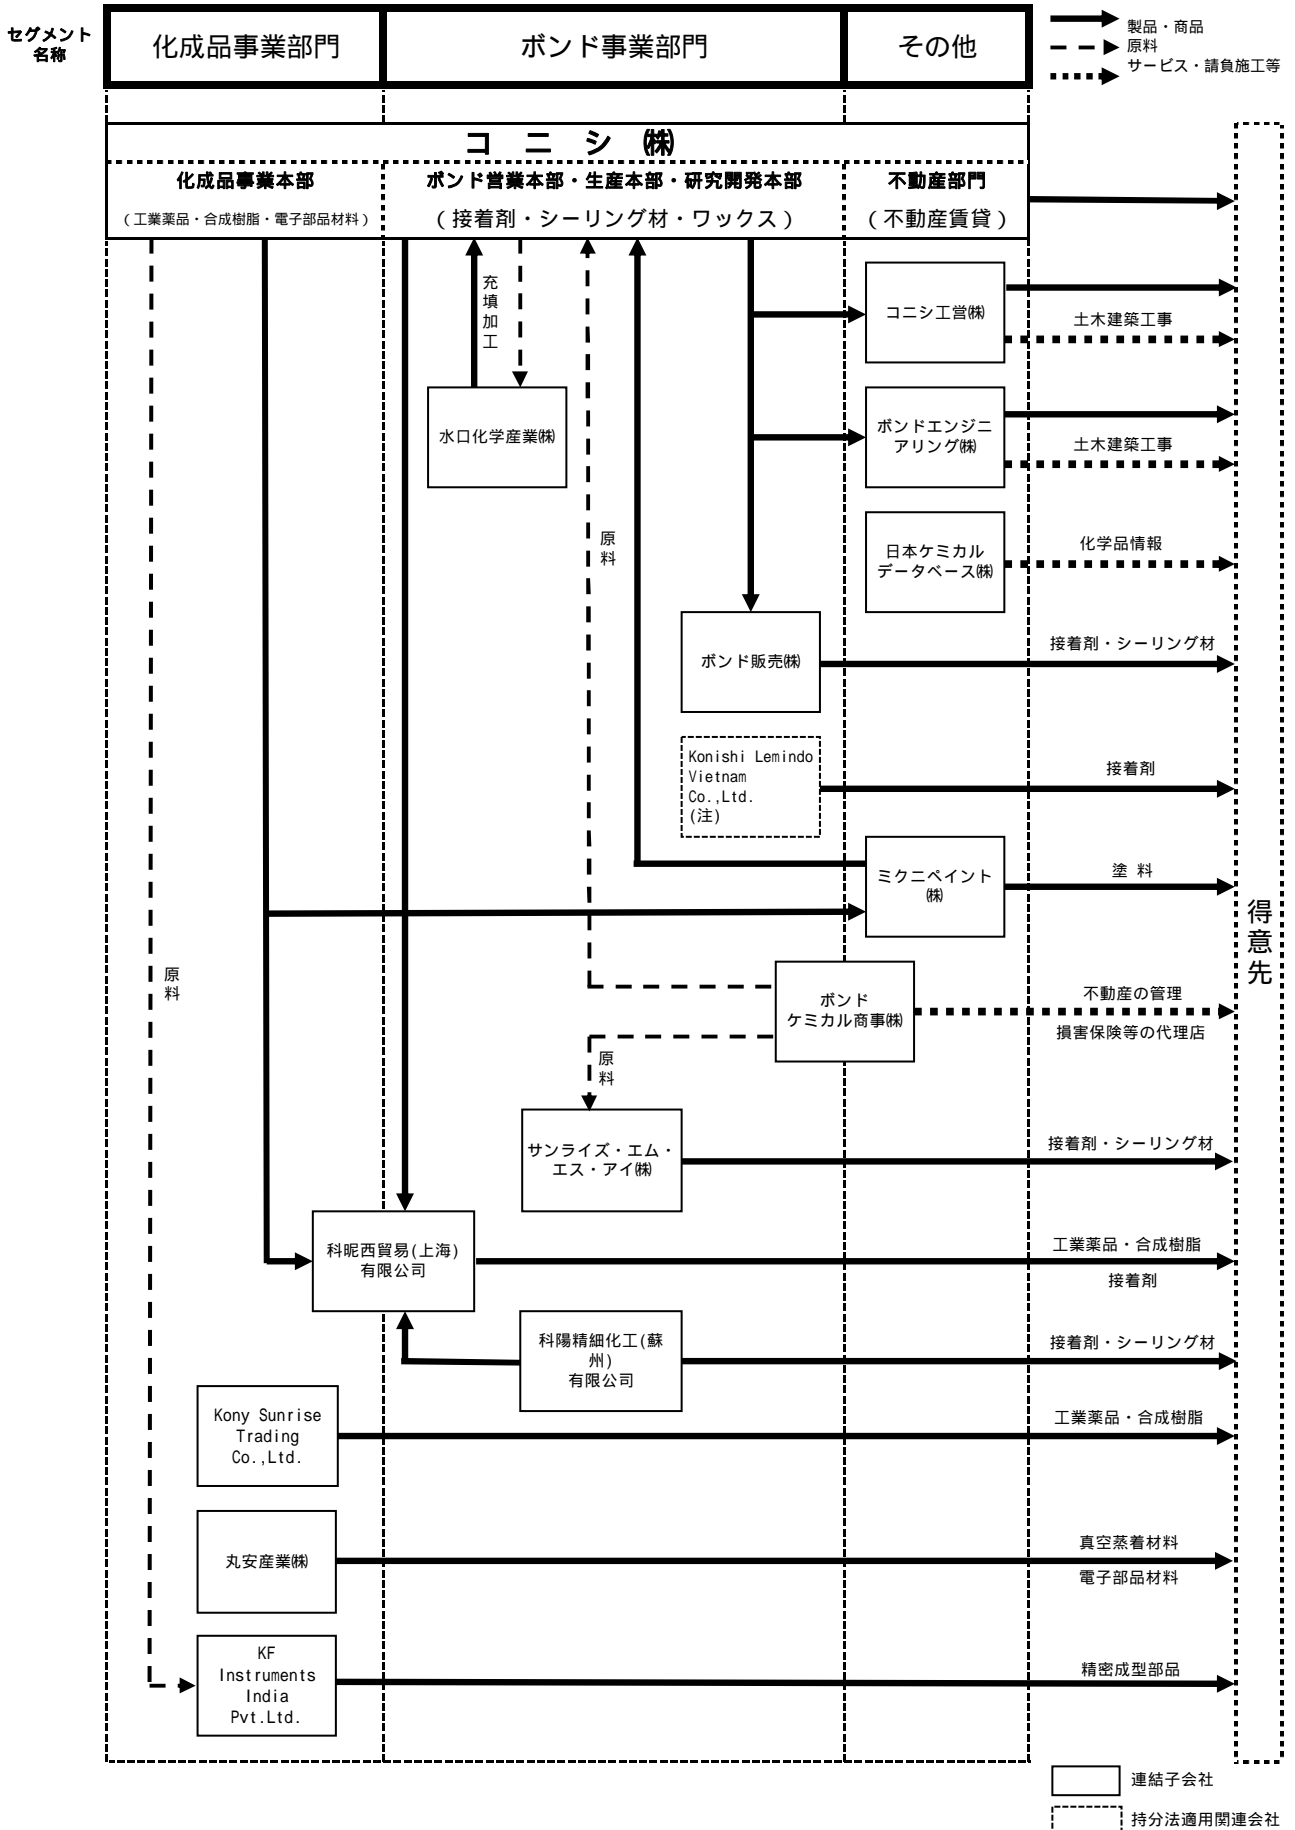 セグメント
名称
化成品事業部門
ボンド事業部門
その他
製品・商品
原料
サービス・請負施工等
コニシ㈱
化成品事業本部
（工業薬品・合成樹脂・電子部品材料）
ボンド営業本部・生産本部・研究開発本部
（接着剤・シーリング材・ワックス）
不動産部門
（不動産賃貸）
充填加工
コニシ工営㈱
土木建築工事
水口化学産業㈱
ボンドエンジニ
アリング㈱
土木建築工事
原料
日本ケミカル
データベース㈱
化学品情報
ボンド販売㈱
接着剤・シーリング材
Konishi Lemindo
Vietnam
Co.,Ltd.
(注)
接着剤
ミクニペイント
㈱
塗 料
得意先
原料
ボンド
ケミカル商事㈱
不動産の管理
損害保険等の代理店
原料
サンライズ・エム・
エス・アイ㈱
接着剤・シーリング材
科昵西貿易(上海)
有限公司
工業薬品・合成樹脂
接着剤
科陽精細化工(蘇
州)
有限公司
接着剤・シーリング材
Kony Sunrise
Trading
Co.,Ltd.
工業薬品・合成樹脂
丸安産業㈱
真空蒸着材料
電子部品材料
KF
Instruments
India
Pvt.Ltd.
精密成型部品
連結子会社
持分法適用関連会社